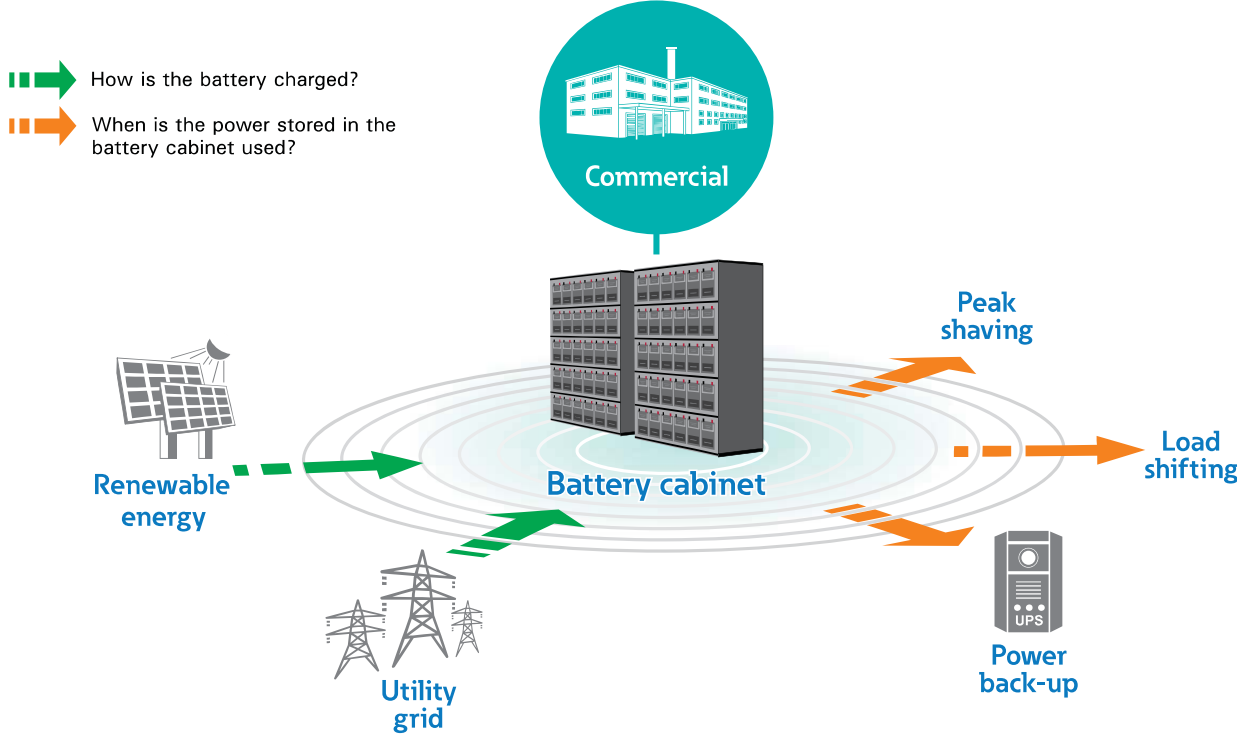 How is the battery charged?
When is the power stored in the
battery cabinet used?
Commercial
Peak
shaving
Renewable
energy
Battery cabinet
Load
shifting
UPS
Utility
grid
Power
back-up